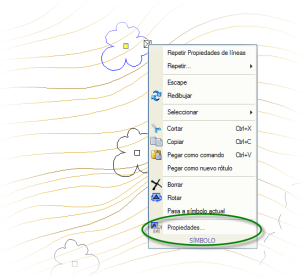 Repetir Propiedades de líneas
Repetir...
Escape
Redibujar
Seleccionar
Cortar Ctrl+X
Copiar Ctrl+C
Pegar como comando Ctrl+V
Pegar como nuevo rótulo
Borrar
Rotar
Pasa a símbolo actual
Propiedades...
SÍMBOLO